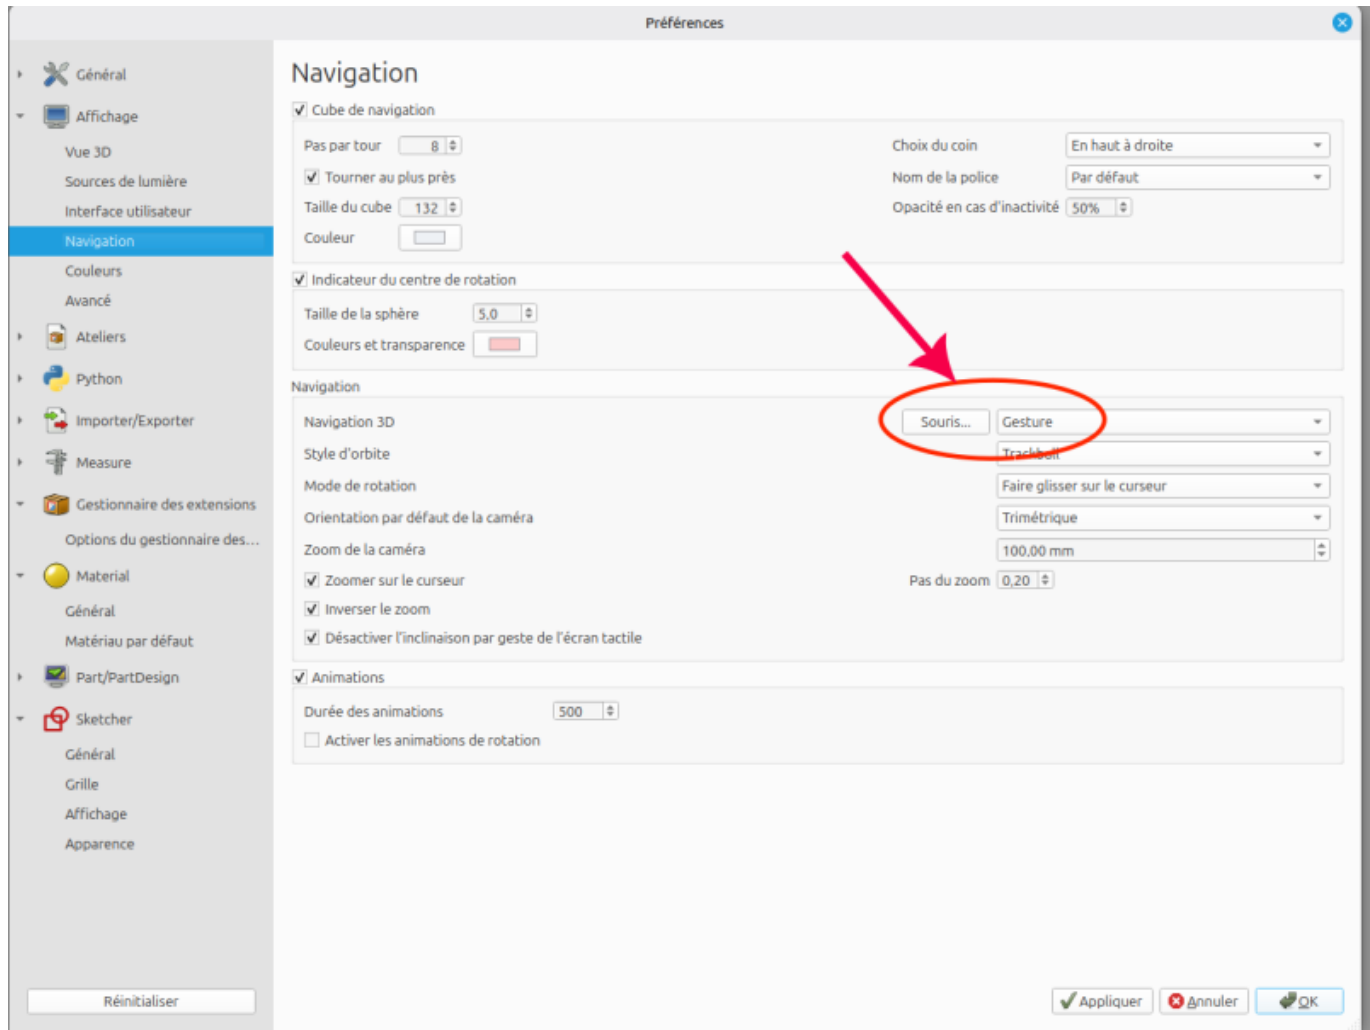 Préférences
Général
Affichage
Vue 3D
Sources de lumière
Interface utilisateur
Navigation
Couleurs
Avancé
Ateliers
Python
Importer/Exporter
Measure
Gestionnaire des extensions
Options du gestionnaire des...
Material
Général
Matériau par défaut
Part/PartDesign
Sketcher
Général
Grille
Affichage
Apparence
Réinitialiser
Navigation
Cube de navigation
Pas par tour 8 Choix du coin En haut à droite
Tourner au plus près Nom de la police Par défaut
Taille du cube 132 Opacité en cas d'inactivité 50%
Couleur
Indicateur du centre de rotation
Taille de la sphère 5,0
Couleurs et transparence
Navigation
Navigation 3D Souris... Gesture
Style d'orbite Trackball
Mode de rotation Faire glisser sur le curseur
Orientation par défaut de la caméra Trimétrique
Zoom de la caméra 100,00 mm
Zoomer sur le curseur Pas du zoom 0,20
Inverser le zoom
Désactiver l'inclinaison par geste de l'écran tactile
Animations
Durée des animations 500
Activer les animations de rotation
Appliquer Annuler OK